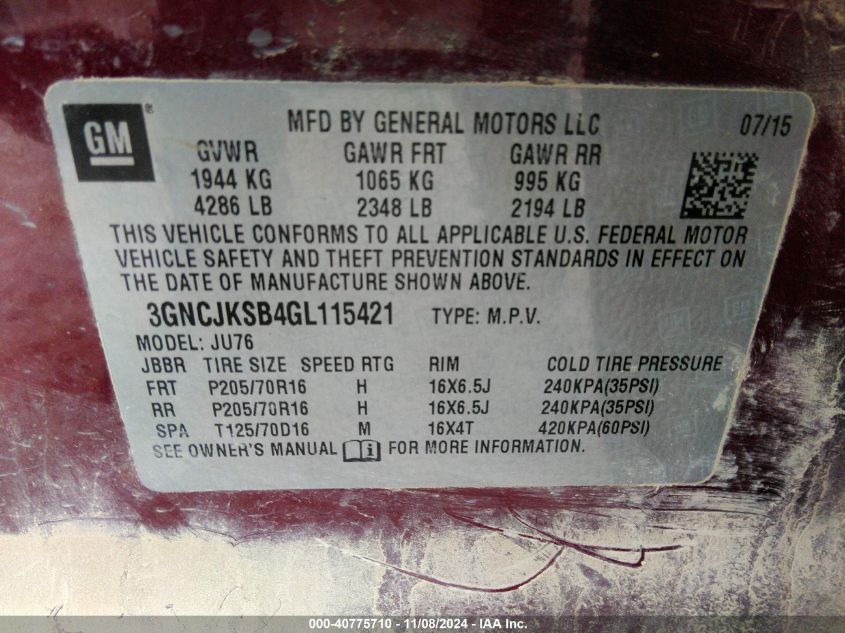 GM ® MFD BY GENERAL MOTORS LLC 07/15
GVWR GAWR FRT GAWR RR
1944 KG 1065 KG 995 KG
4286 LB 2348 LB 2194 LB
THIS VEHICLE CONFORMS TO ALL APPLICABLE U.S. FEDERAL MOTOR
VEHICLE SAFETY AND THEFT PREVENTION STANDARDS IN EFFECT ON
THE DATE OF MANUFACTURE SHOWN ABOVE.
3GNCJKSB4GL115421 TYPE: M.P.V.
MODEL: JU76
JBBR TIRE SIZE SPEED RTG RIM COLD TIRE PRESSURE
FRT P205/70R16 H 16X6.5J 240KPA(35PSI)
RR P205/70R16 H 16X6.5J 240KPA(35PSI)
SPA T125/70D16 M 16X4T 420KPA(60PSI)
SEE OWNER'S MANUAL i FOR MORE INFORMATION.
000-40775710 - 11/08/2024 - IAA Inc.